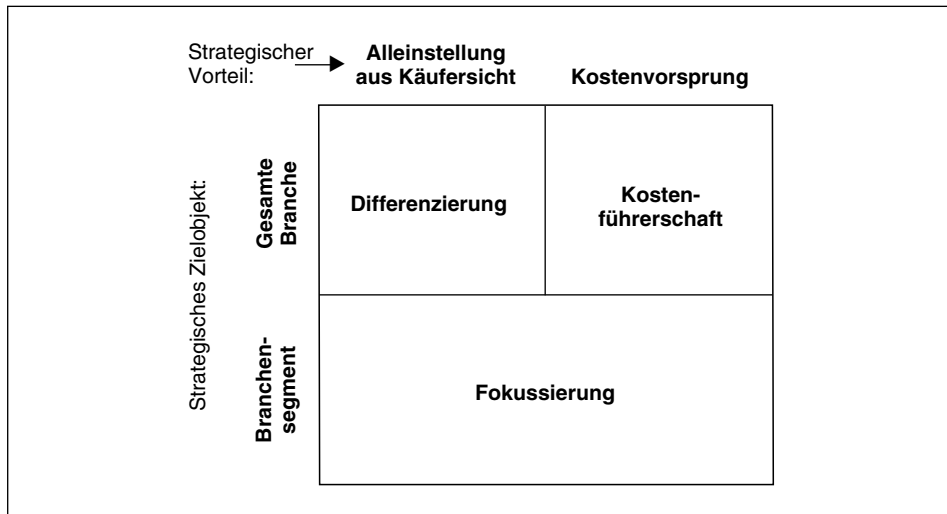 Strategischer
Vorteil:
Alleinstellung
aus Käufersicht
Kostenvorsprung
Strategisches Zielobjekt:
Gesamte
Branche
Differenzierung
Kosten-
führerschaft
Branchen-
segment
Fokussierung